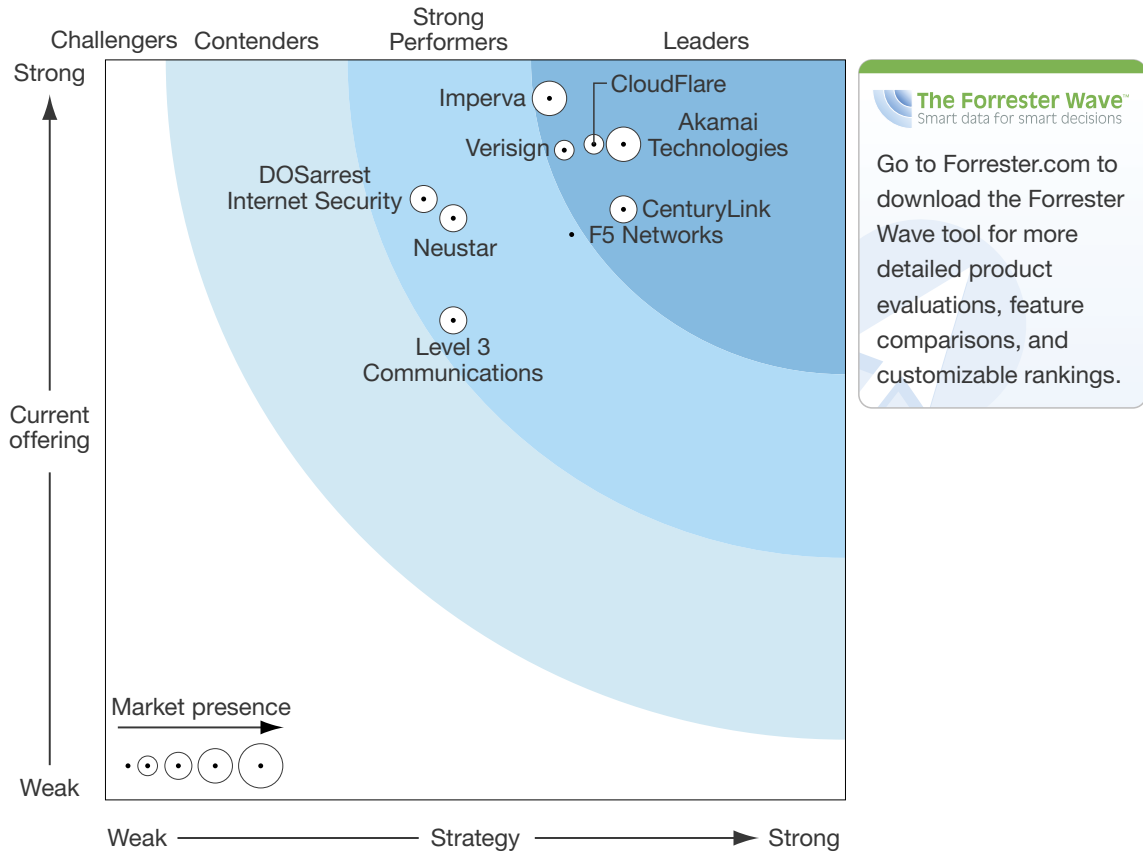 Strong
Performers
Challengers
Contenders
Leaders
Strong
Imperva
CloudFlare
Akamai
Technologies
Verisign
DOSarrest
Internet Security
Neustar
CenturyLink
F5 Networks
Level 3
Communications
Current
offering
Market presence
Weak
Weak
Strategy
Strong
The Forrester Wave™
Smart data for smart decisions
Go to Forrester.com to
download the Forrester
Wave tool for more
detailed product
evaluations, feature
comparisons, and
customizable rankings.